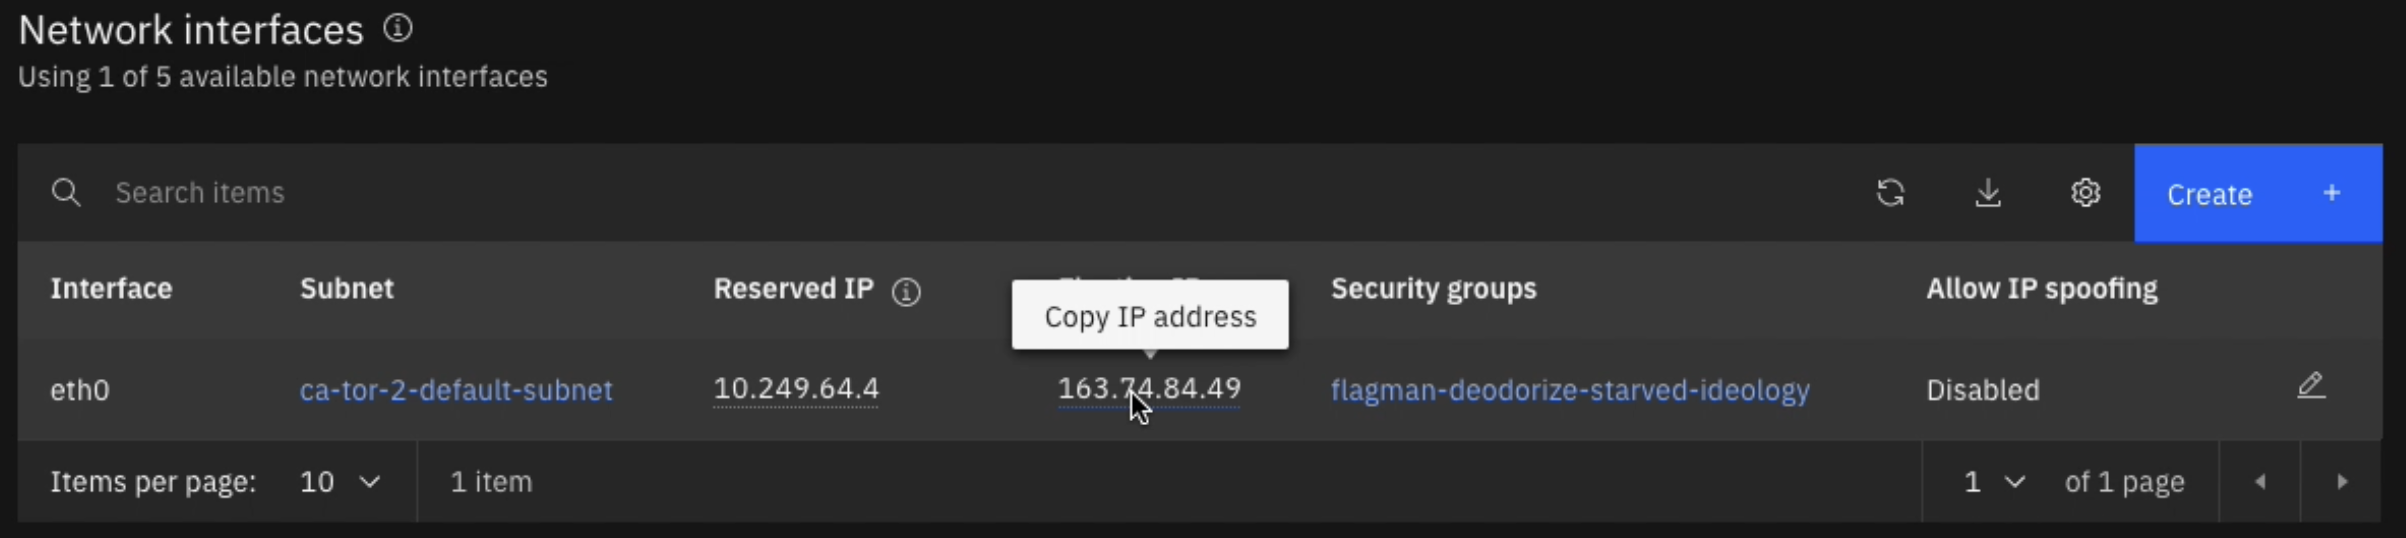 Network interfaces
Using 1 of 5 available network interfaces
Search items
Create +
Interface Subnet Reserved IP Security groups Allow IP spoofing
Copy IP address
eth0 ca-tor-2-default-subnet 10.249.64.4 163.74.84.49 flagman-deodorize-starved-ideology Disabled
Items per page: 10 1 item 1 of 1 page